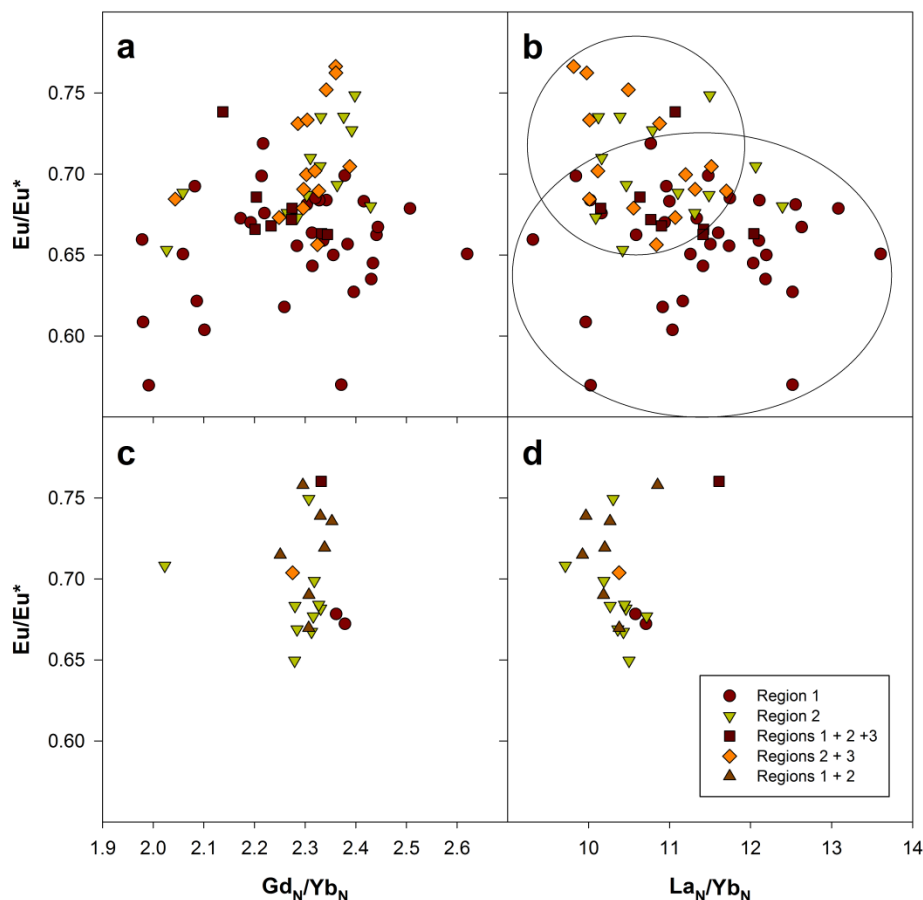 a
b
0.75
0.70
0.65
0.60
Eu/Eu*
c
d
0.75
0.70
0.65
0.60
Eu/Eu*
Region 1
Region 2
Regions 1 + 2 +3
Regions 2 + 3
Regions 1 + 2
1.9 2.0 2.1 2.2 2.3 2.4 2.5 2.6
10 11 12 13 14
GdN/YbN
LaN/YbN